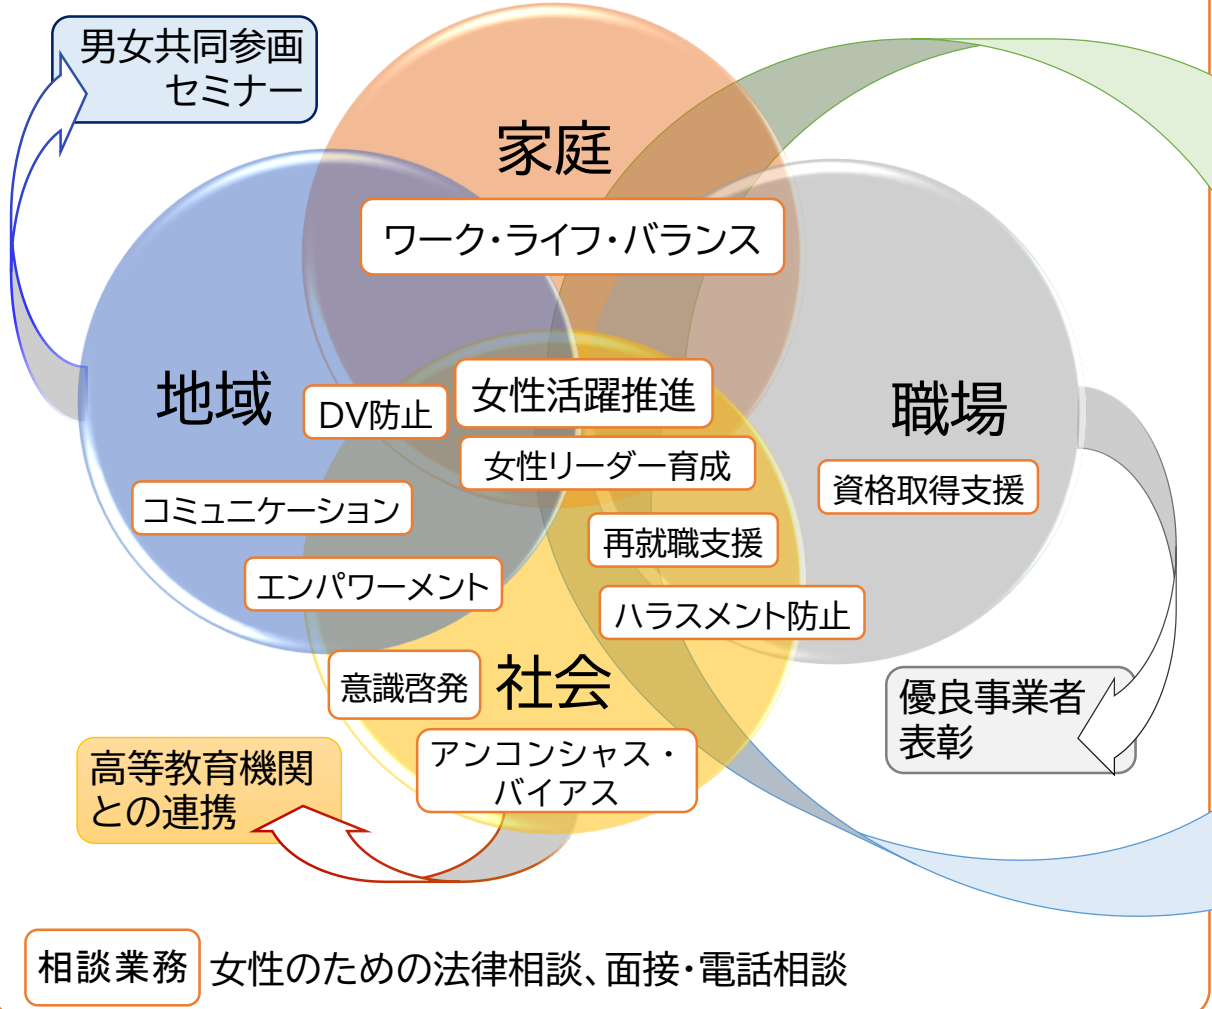 男女共同参画
セミナー
家庭
ワーク・ライフ・バランス
地域
DV防止
女性活躍推進
職場
女性リーダー育成
資格取得支援
コミュニケーション
再就職支援
エンパワーメント
ハラスメント防止
意識啓発
社会
優良事業者
表彰
アンコンシャス・
バイアス
高等教育機関
との連携
相談業務
女性のための法律相談、面接・電話相談